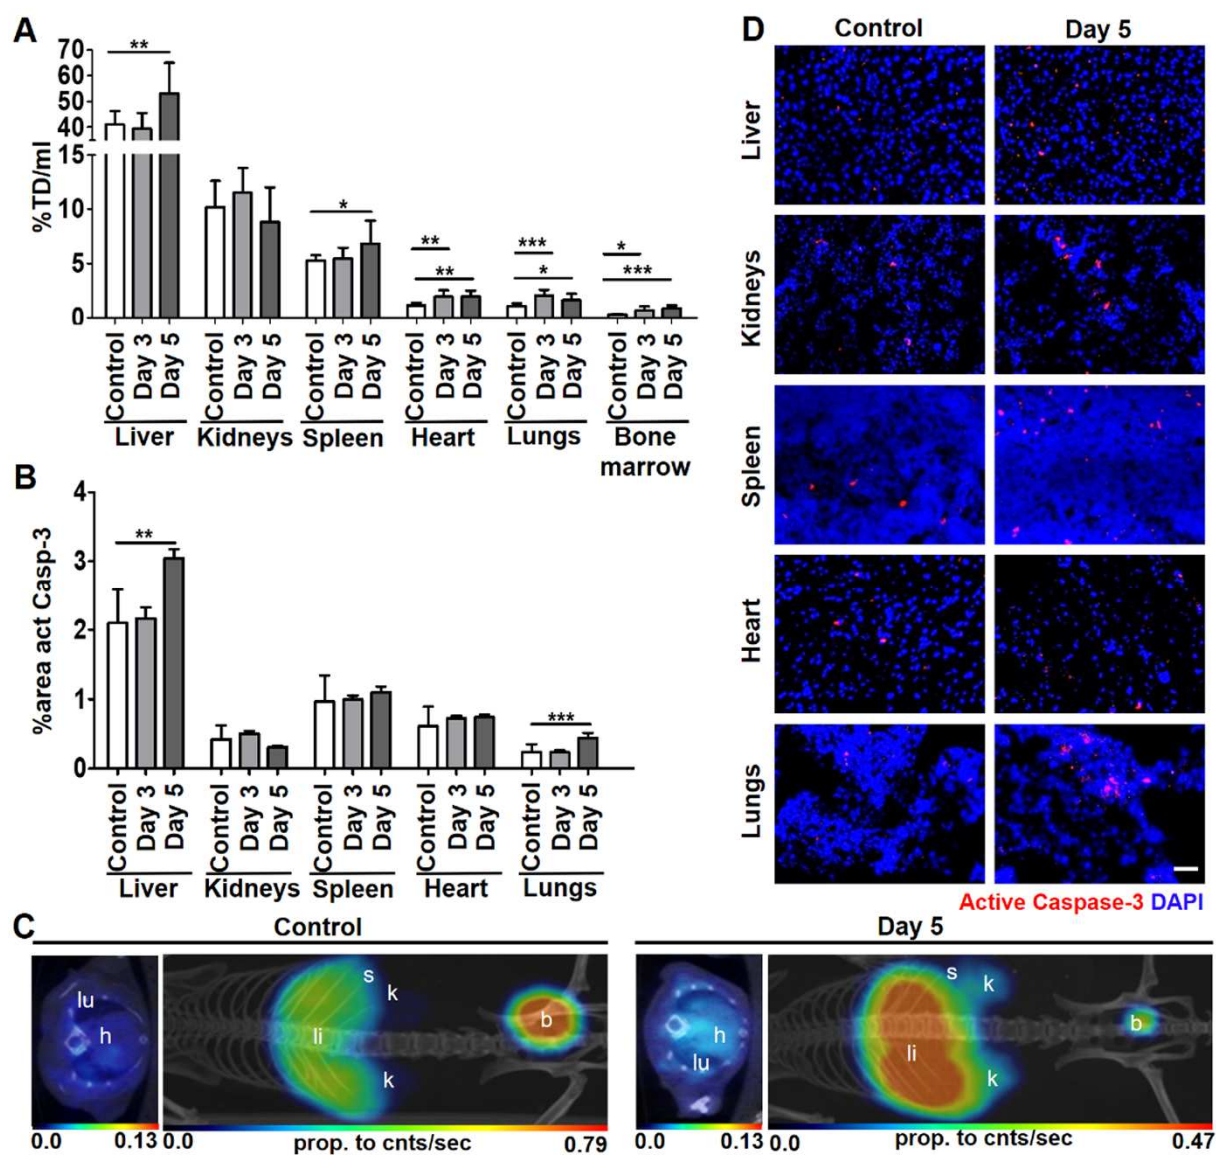 A
%TD/ml
70
60
50
40
15
10
5
0
**
*
**
**
***
*
*
***
Control
Day 3
Day 5
Control
Day 3
Day 5
Control
Day 3
Day 5
Control
Day 3
Day 5
Control
Day 3
Day 5
Control
Day 3
Day 5
Liver
Kidneys
Spleen
Heart
Lungs
Bone
marrow
B
%area act Casp-3
4
3
2
1
0
**
***
Control
Day 3
Day 5
Control
Day 3
Day 5
Control
Day 3
Day 5
Control
Day 3
Day 5
Control
Day 3
Day 5
Liver
Kidneys
Spleen
Heart
Lungs
D
Control
Day 5
Liver
Kidneys
Spleen
Heart
Lungs
Active Caspase-3 DAPI
C
Control
lu
h
s
k
li
k
b
0.0
0.13
0.0
prop. to cnts/sec
0.79
Day 5
h
lu
s
k
li
k
b
0.0
0.13
0.0
prop. to cnts/sec
0.47